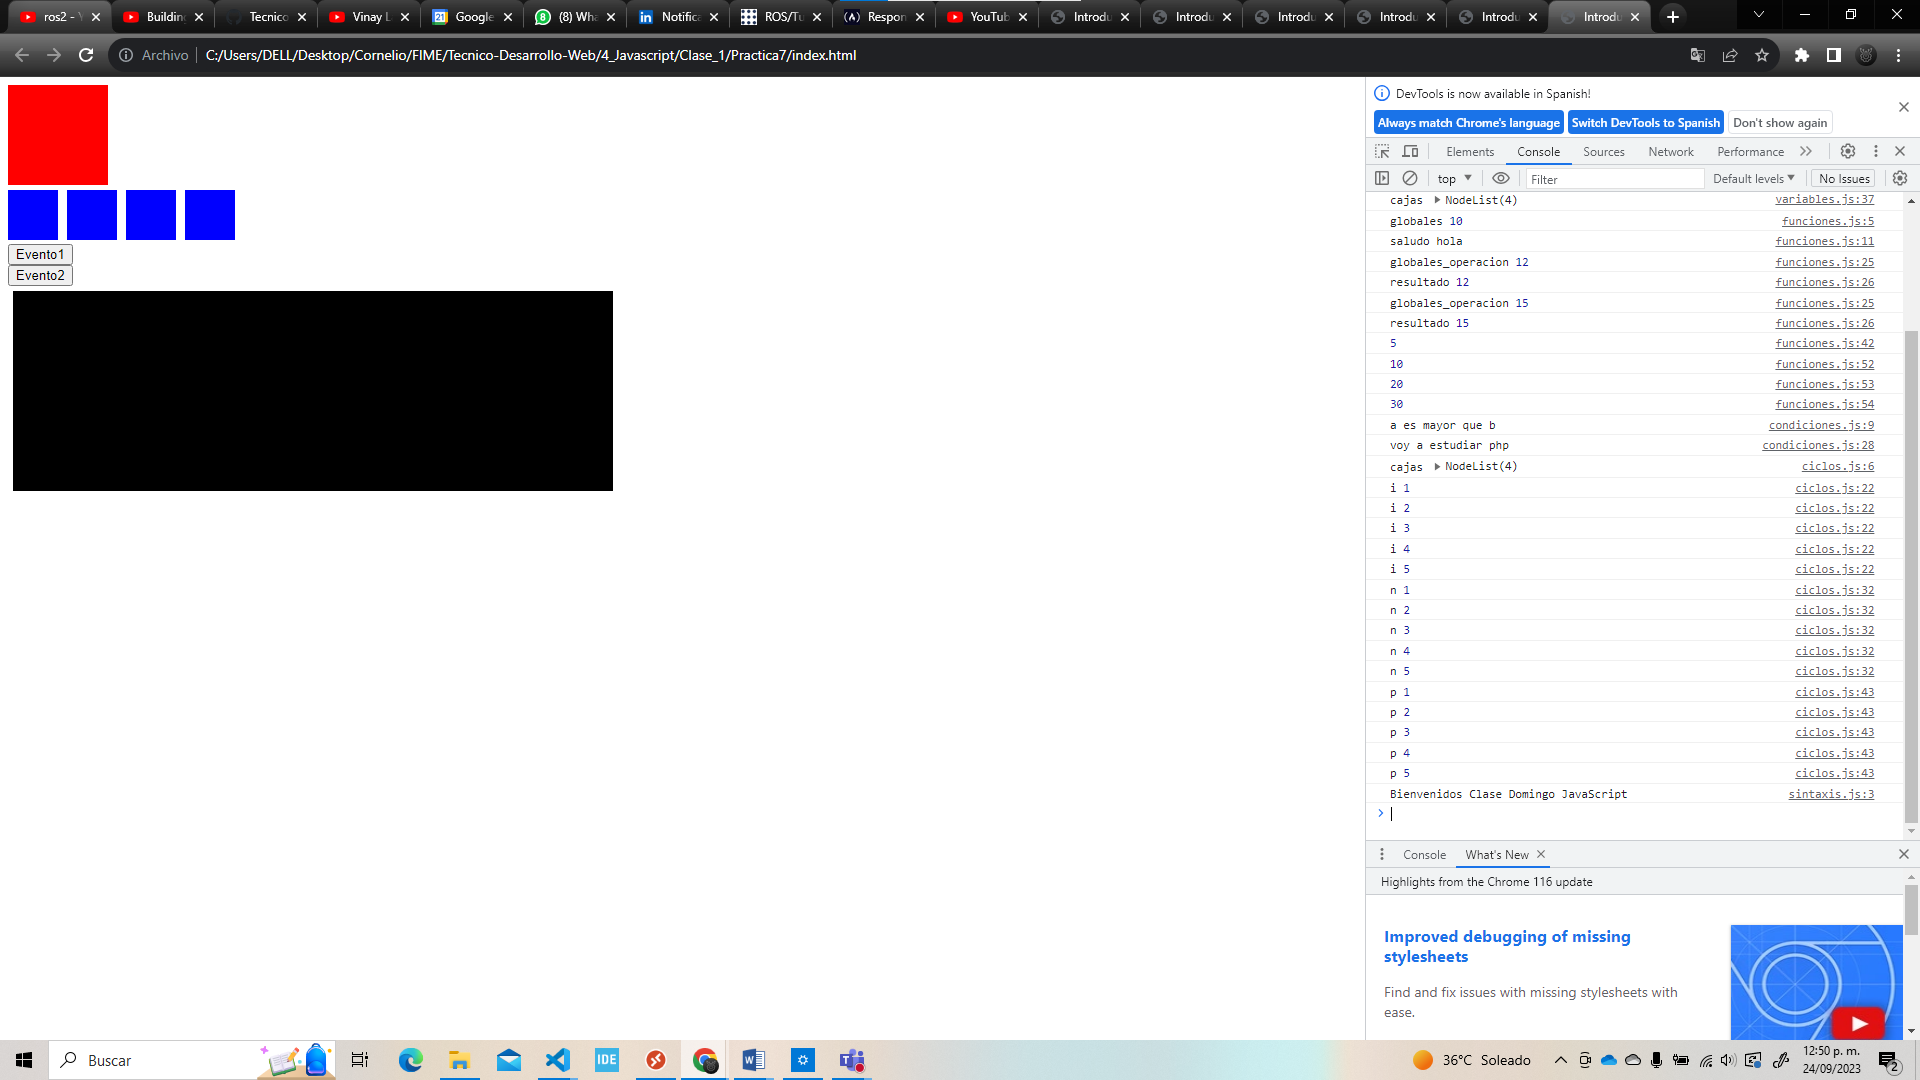 ros2 - Y
Building
Tecnico
Vinay L
Google
(8) Wha
Notifica
ROS/Tu
Respon
YouTub
Introdu
Introdu
Introdu
Introdu
Introdu
Introdu
Archivo
C:/Users/DELL/Desktop/Cornelio/FIME/Tecnico-Desarrollo-Web/4_Javascript/Clase_1/Practica7/index.html
Evento1
Evento2
DevTools is now available in Spanish!
Always match Chrome's language Switch DevTools to Spanish Don't show again
Elements Console Sources Network Performance
top Filter Default levels No Issues
cajas NodeList(4) variables.js:37
globales 10 funciones.js:5
saludo hola funciones.js:11
globales_operacion 12 funciones.js:25
resultado 12 funciones.js:26
globales_operacion 15 funciones.js:25
resultado 15 funciones.js:26
5 funciones.js:42
10 funciones.js:52
20 funciones.js:53
30 funciones.js:54
a es mayor que b condiciones.js:9
voy a estudiar php condiciones.js:28
cajas NodeList(4) ciclos.js:6
i 1 ciclos.js:22
i 2 ciclos.js:22
i 3 ciclos.js:22
i 4 ciclos.js:22
i 5 ciclos.js:22
n 1 ciclos.js:32
n 2 ciclos.js:32
n 3 ciclos.js:32
n 4 ciclos.js:32
n 5 ciclos.js:32
p 1 ciclos.js:43
p 2 ciclos.js:43
p 3 ciclos.js:43
p 4 ciclos.js:43
p 5 ciclos.js:43
Bienvenidos Clase Domingo JavaScript sintaxis.js:3
Console What's New
Highlights from the Chrome 116 update
Improved debugging of missing
stylesheets
Find and fix issues with missing stylesheets with
ease.
Buscar
IDE
36°C Soleado
12:50 p. m.
24/09/2023
2